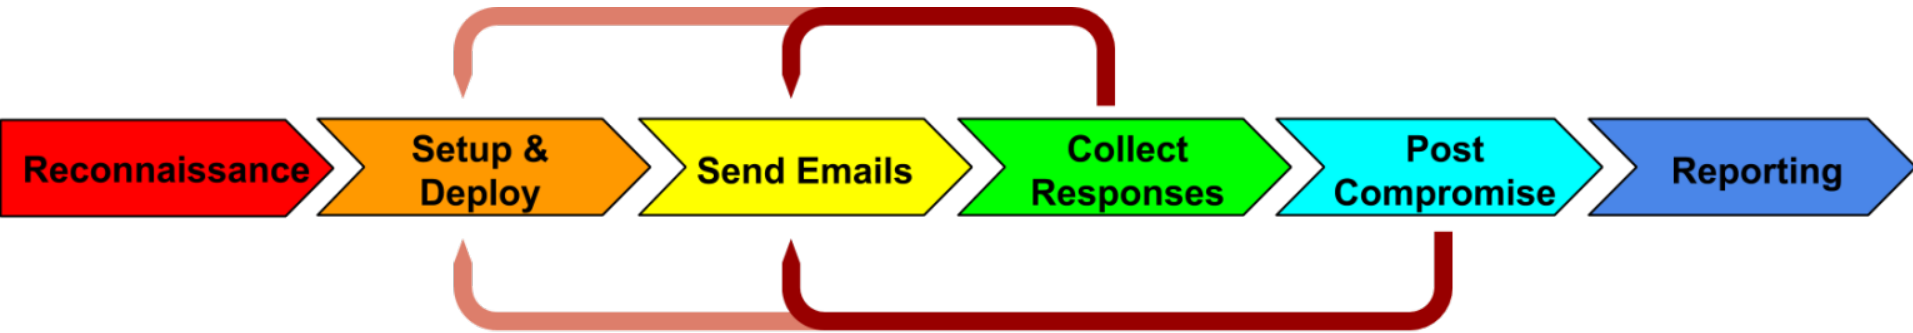 Reconnaissance
Setup &
Deploy
Send Emails
Collect
Responses
Post
Compromise
Reporting